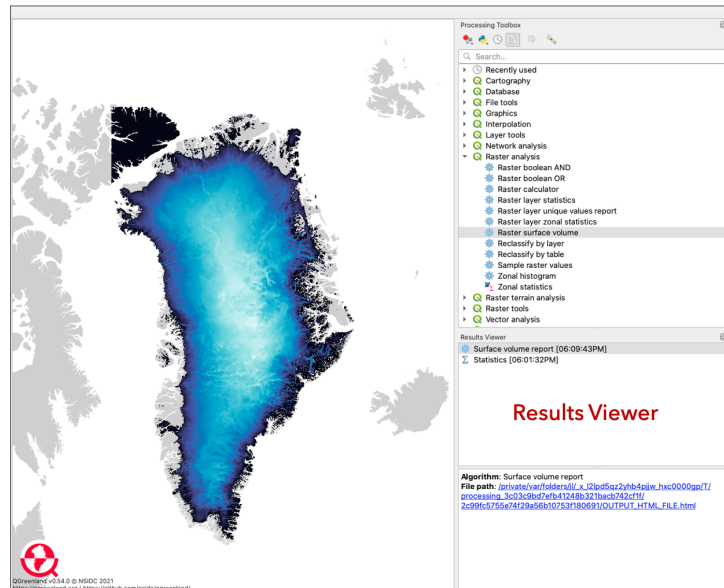 Processing Toolbox
Search...
Recently used
Cartography
Database
File tools
Graphics
Interpolation
Layer tools
Network analysis
Raster analysis
Raster boolean AND
Raster boolean OR
Raster calculator
Raster layer statistics
Raster layer unique values report
Raster layer zonal statistics
Raster surface volume
Reclassify by layer
Reclassify by table
Sample raster values
Zonal histogram
Zonal statistics
Raster terrain analysis
Raster tools
Vector analysis
Results Viewer
Surface volume report [06:09:43PM]
Statistics [06:01:32PM]
Results Viewer
Algorithm: Surface volume report
File path: /private/var/folders/jl/_x_l2lpd5qz2yhb4pjjw_hxc0000gp/T/
processing_3c03c9bd7efb41248b321bacb742cf1f/
2c99fc5755e74f29a56b10753f180691/OUTPUT_HTML_FILE.html
QGreenland v0.54.0 © NSIDC 2021